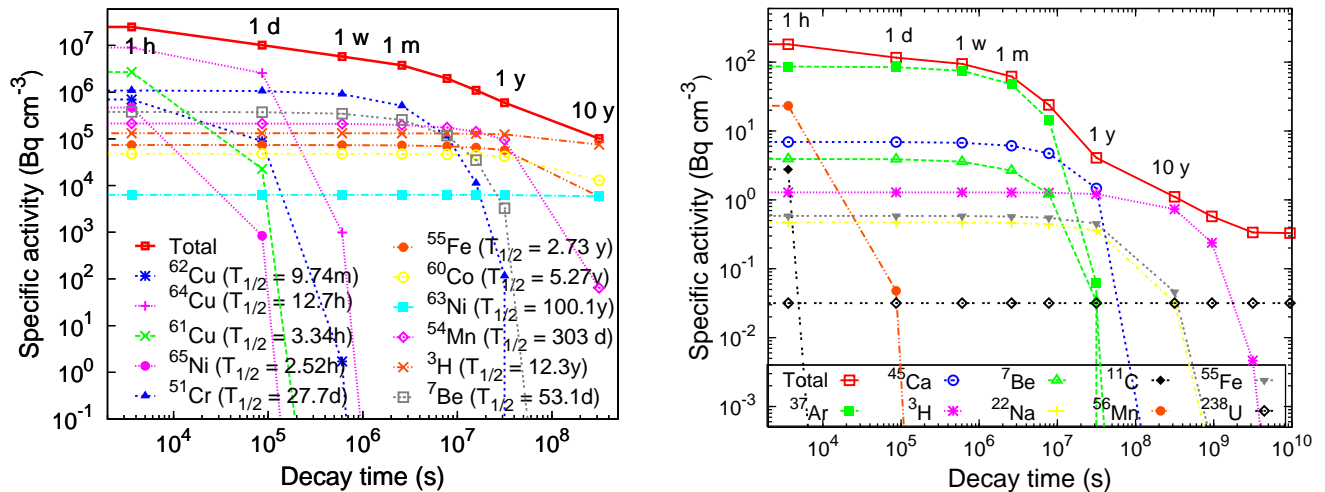 Specific activity (Bq cm⁻³)
10⁷
10⁶
10⁵
10⁴
10³
10²
10¹
10⁰
10⁻¹
1 h
1 d
1 w
1 m
1 y
10 y
Total
⁶²Cu (T₁/₂ = 9.74m)
⁶⁴Cu (T₁/₂ = 12.7h)
⁶¹Cu (T₁/₂ = 3.34h)
⁶⁵Ni (T₁/₂ = 2.52h)
⁵¹Cr (T₁/₂ = 27.7d)
⁵⁵Fe (T₁/₂ = 2.73 y)
⁶⁰Co (T₁/₂ = 5.27y)
⁶³Ni (T₁/₂ = 100.1y)
⁵⁴Mn (T₁/₂ = 303 d)
³H (T₁/₂ = 12.3y)
⁷Be (T₁/₂ = 53.1d)
10⁴ 10⁵ 10⁶ 10⁷ 10⁸
Decay time (s)
Specific activity (Bq cm⁻³)
10²
10¹
10⁰
10⁻¹
10⁻²
10⁻³
1 h
1 d
1 w
1 m
1 y
10 y
Total ⁴⁵Ca ⁷Be ¹¹C ⁵⁵Fe
³⁷Ar ³H ²²Na ⁵⁶Mn ²³⁸U
10⁴ 10⁵ 10⁶ 10⁷ 10⁸ 10⁹ 10¹⁰
Decay time (s)